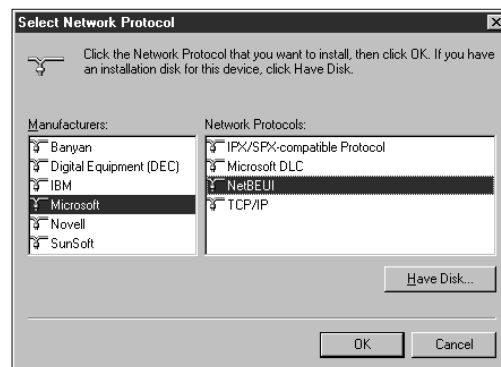 Select Network Protocol
Click the Network Protocol that you want to install, then click OK. If you have
an installation disk for this device, click Have Disk.
Manufacturers:
Banyan
Digital Equipment (DEC)
IBM
Microsoft
Novell
SunSoft
Network Protocols:
IPX/SPX-compatible Protocol
Microsoft DLC
NetBEUI
TCP/IP
Have Disk...
OK
Cancel